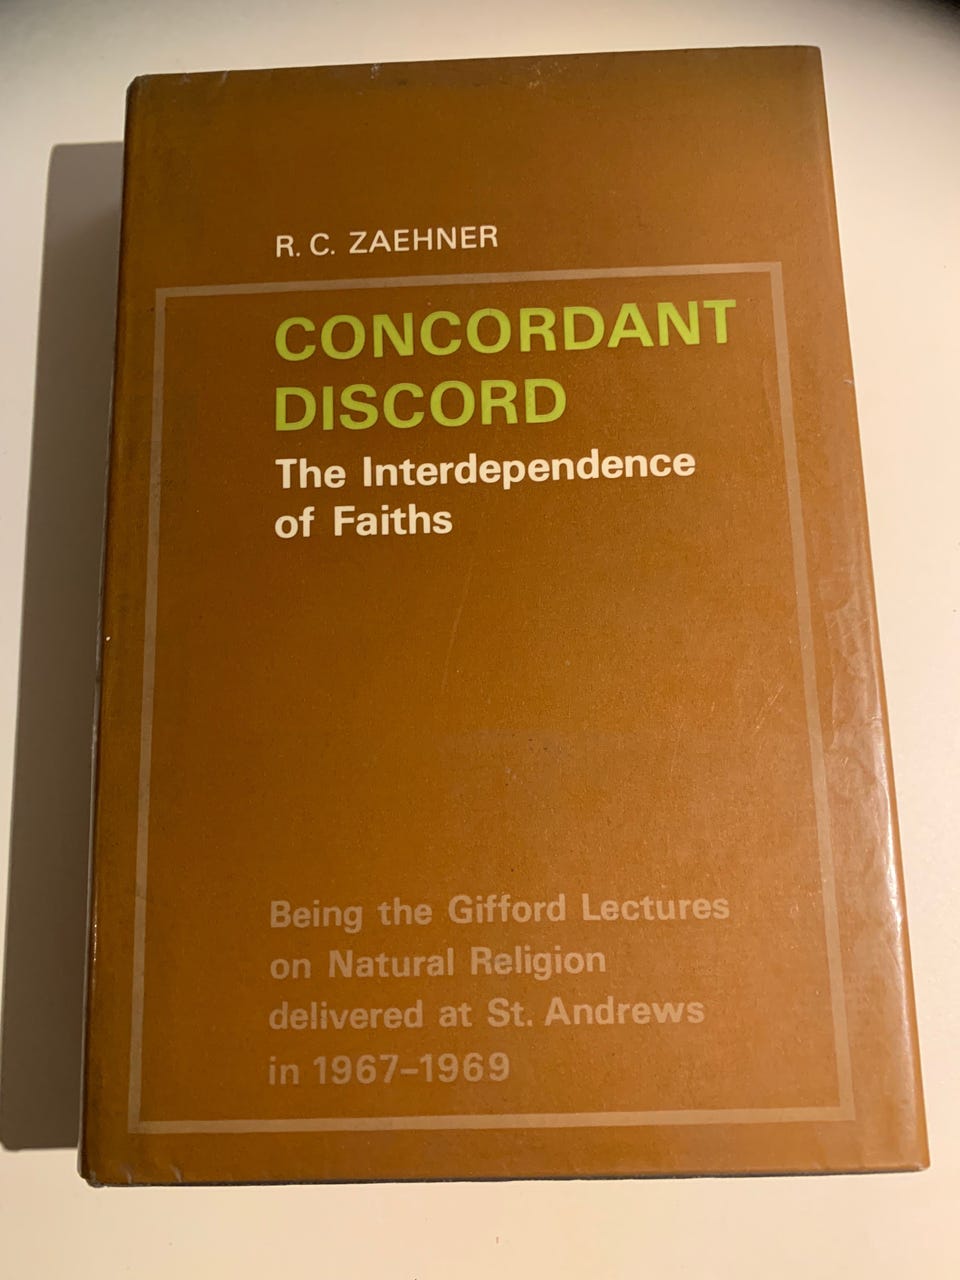 R. C. ZAEHNER
CONCORDANT
DISCORD
The Interdependence
of Faiths
Being the Gifford Lectures
on Natural Religion
delivered at St. Andrews
in 1967–1969